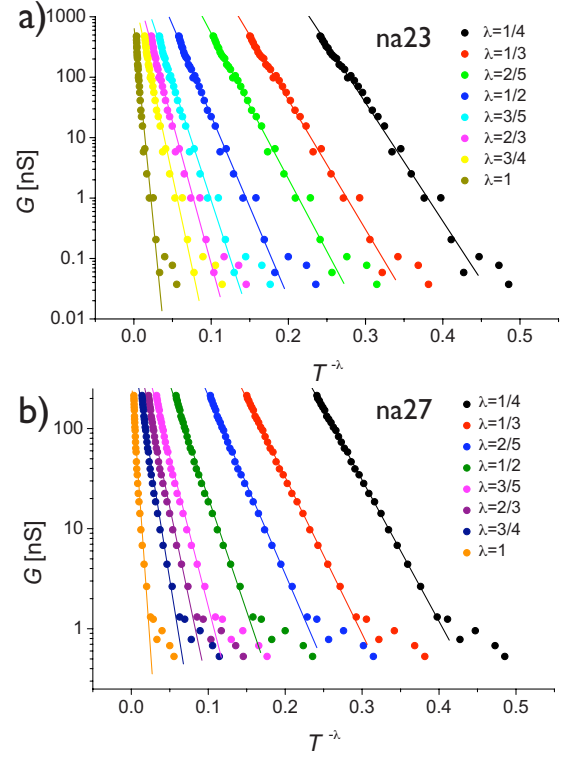 a)
na23
1000
100
10
1
0.1
0.01
G [nS]
λ=1/4
λ=1/3
λ=2/5
λ=1/2
λ=3/5
λ=2/3
λ=3/4
λ=1
0.0 0.1 0.2 0.3 0.4 0.5
T^-λ
b)
na27
100
10
1
G [nS]
λ=1/4
λ=1/3
λ=2/5
λ=1/2
λ=3/5
λ=2/3
λ=3/4
λ=1
0.0 0.1 0.2 0.3 0.4 0.5
T^-λ